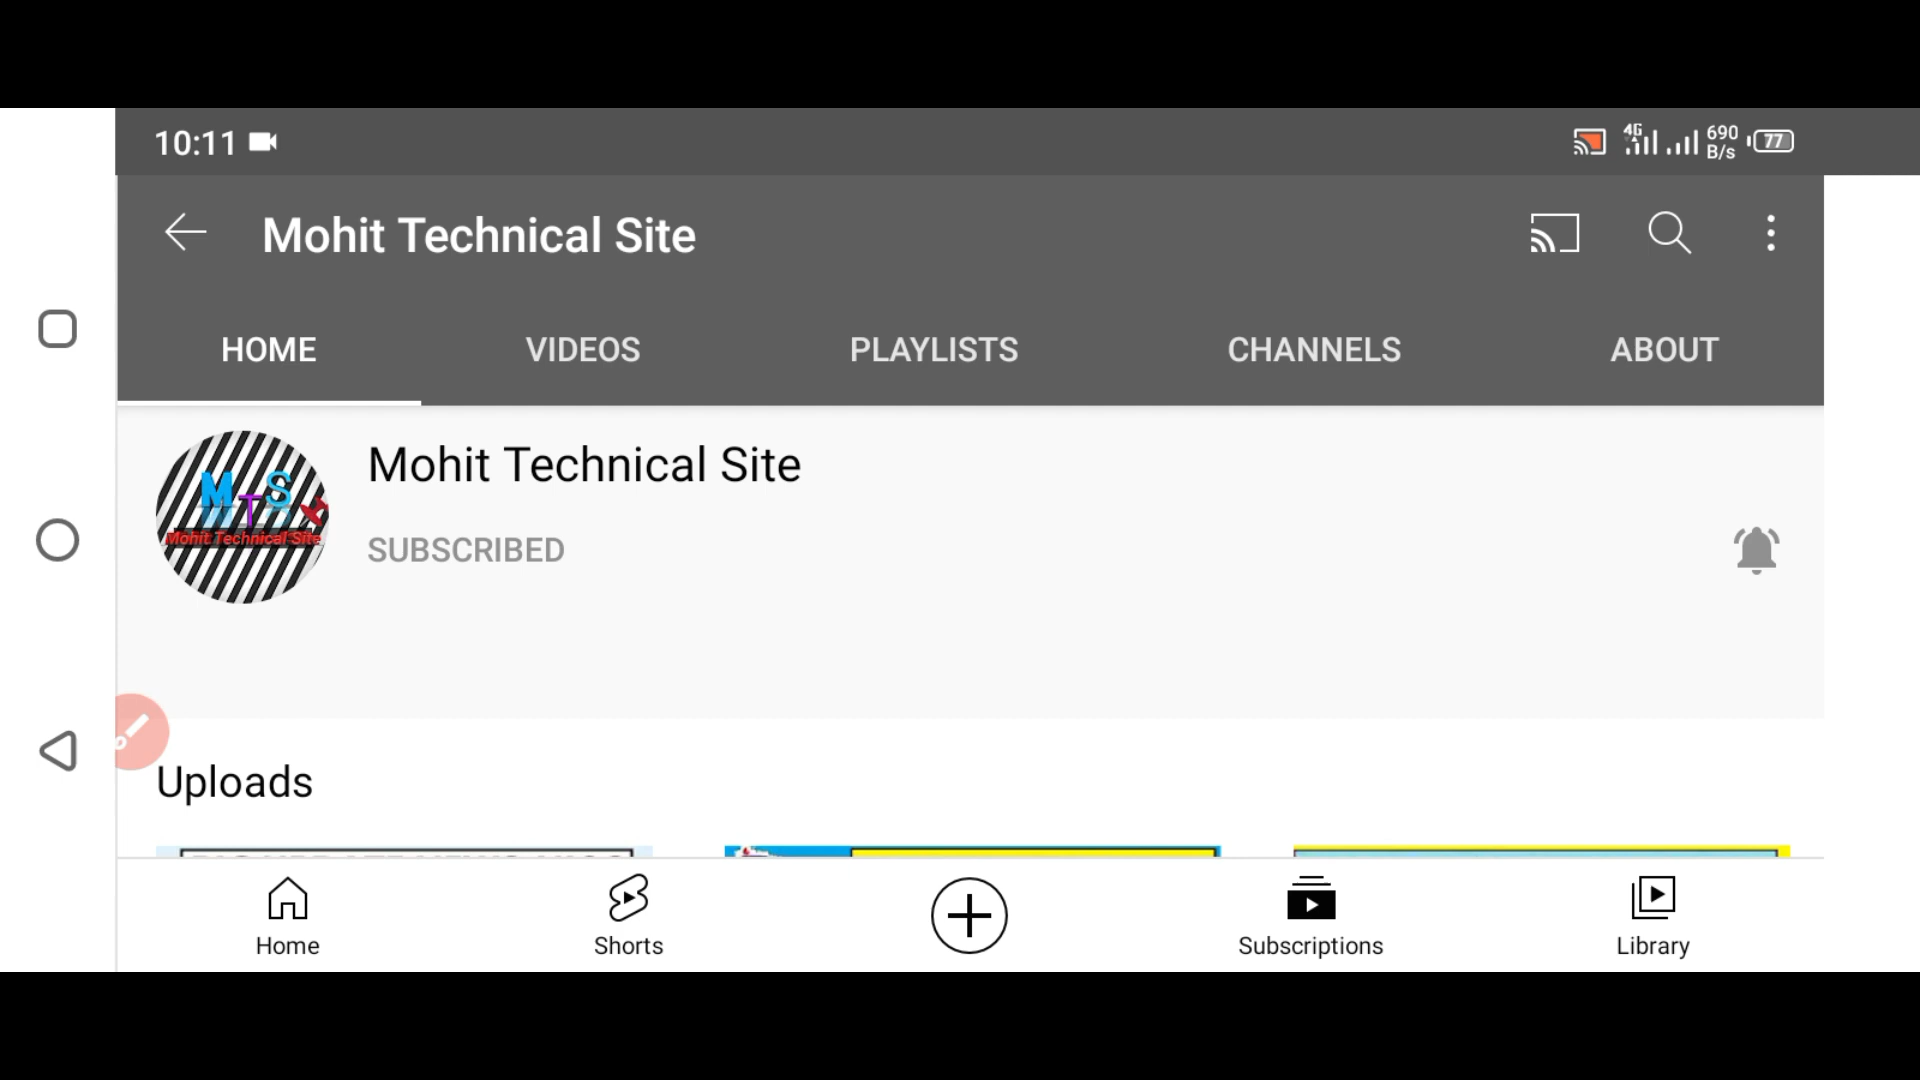 10:11
4G
690
B/s
77
Mohit Technical Site
HOME
VIDEOS
PLAYLISTS
CHANNELS
ABOUT
MTS
Mohit Technical Site
Mohit Technical Site
SUBSCRIBED
Uploads
Home
Shorts
Subscriptions
Library